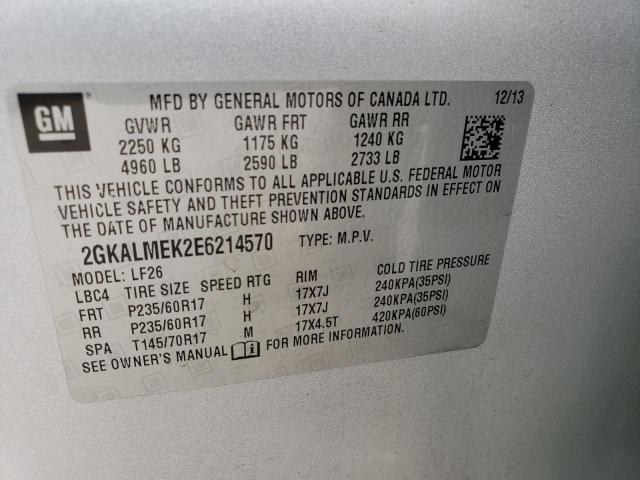 GM
MFD BY GENERAL MOTORS OF CANADA LTD. 12/13
GVWR GAWR FRT GAWR RR
2250 KG 1175 KG 1240 KG
4960 LB 2590 LB 2733 LB
THIS VEHICLE CONFORMS TO ALL APPLICABLE U.S. FEDERAL MOTOR
VEHICLE SAFETY AND THEFT PREVENTION STANDARDS IN EFFECT ON
THE DATE OF MANUFACTURE SHOWN ABOVE.
2GKALMEK2E6214570 TYPE: M.P.V.
MODEL: LF26
LBC4 TIRE SIZE SPEED RTG RIM COLD TIRE PRESSURE
FRT P235/60R17 H 17X7J 240KPA(35PSI)
RR P235/60R17 H 17X7J 240KPA(35PSI)
SPA T145/70R17 M 17X4.5T 420KPA(60PSI)
SEE OWNER'S MANUAL FOR MORE INFORMATION.